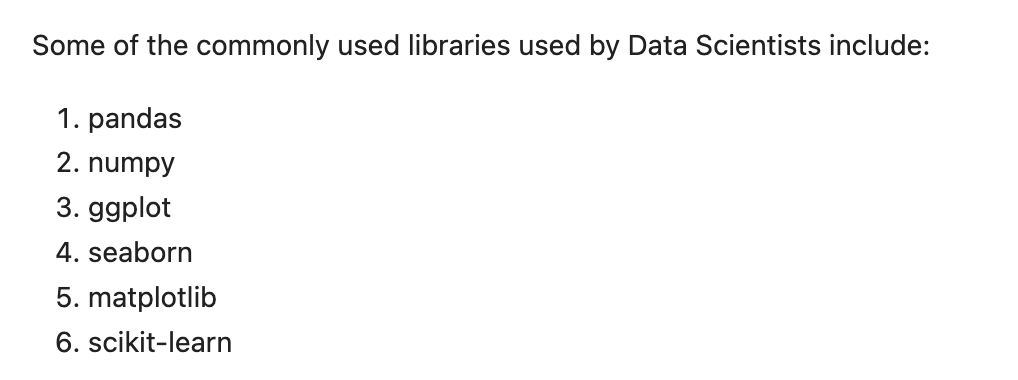 Some of the commonly used libraries used by Data Scientists include:
1. pandas
2. numpy
3. ggplot
4. seaborn
5. matplotlib
6. scikit-learn